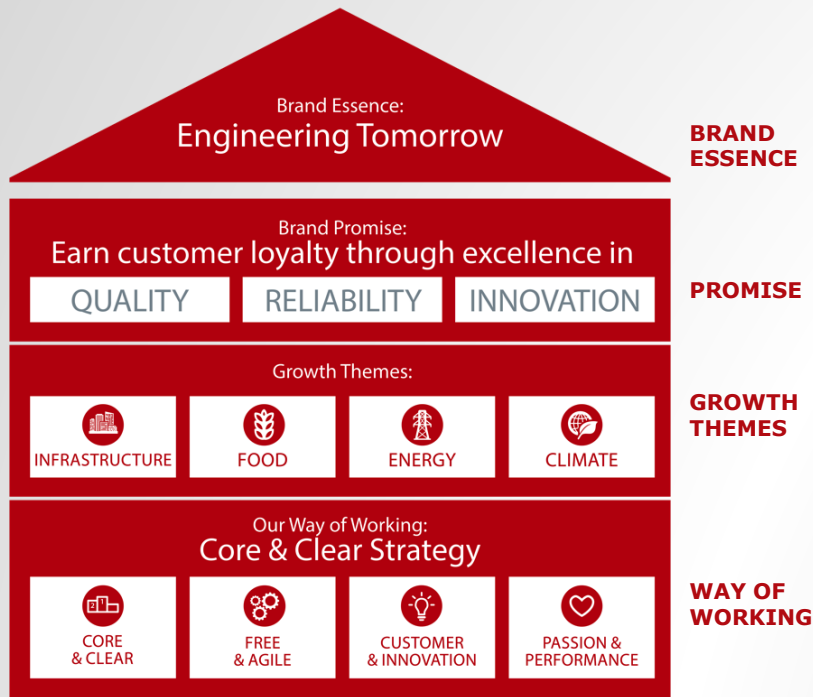 Brand Essence:
Engineering Tomorrow
BRAND
ESSENCE
Brand Promise:
Earn customer loyalty through excellence in
QUALITY
RELIABILITY
INNOVATION
PROMISE
Growth Themes:
INFRASTRUCTURE
FOOD
ENERGY
CLIMATE
GROWTH
THEMES
Our Way of Working:
Core & Clear Strategy
2 1
CORE
& CLEAR
FREE
& AGILE
CUSTOMER
& INNOVATION
PASSION &
PERFORMANCE
WAY OF
WORKING